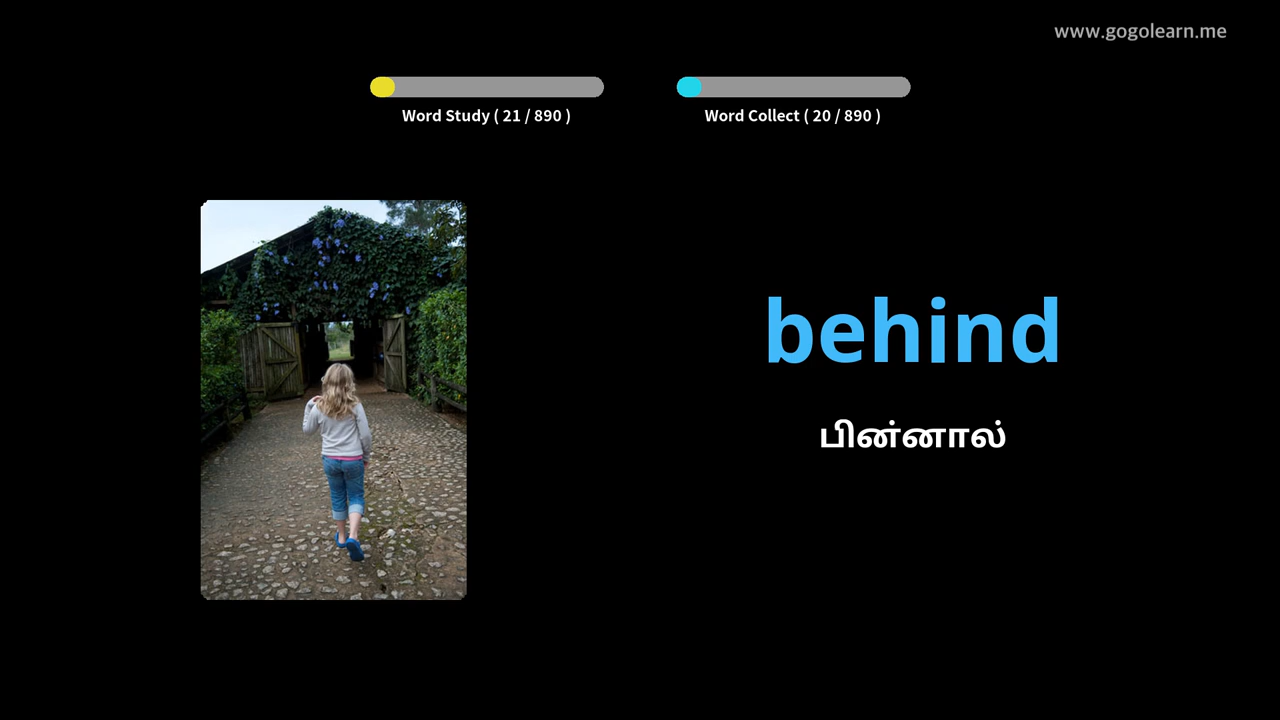 www.gogolearn.me
Word Study ( 21 / 890 )
Word Collect ( 20 / 890 )
behind
பின்னால்